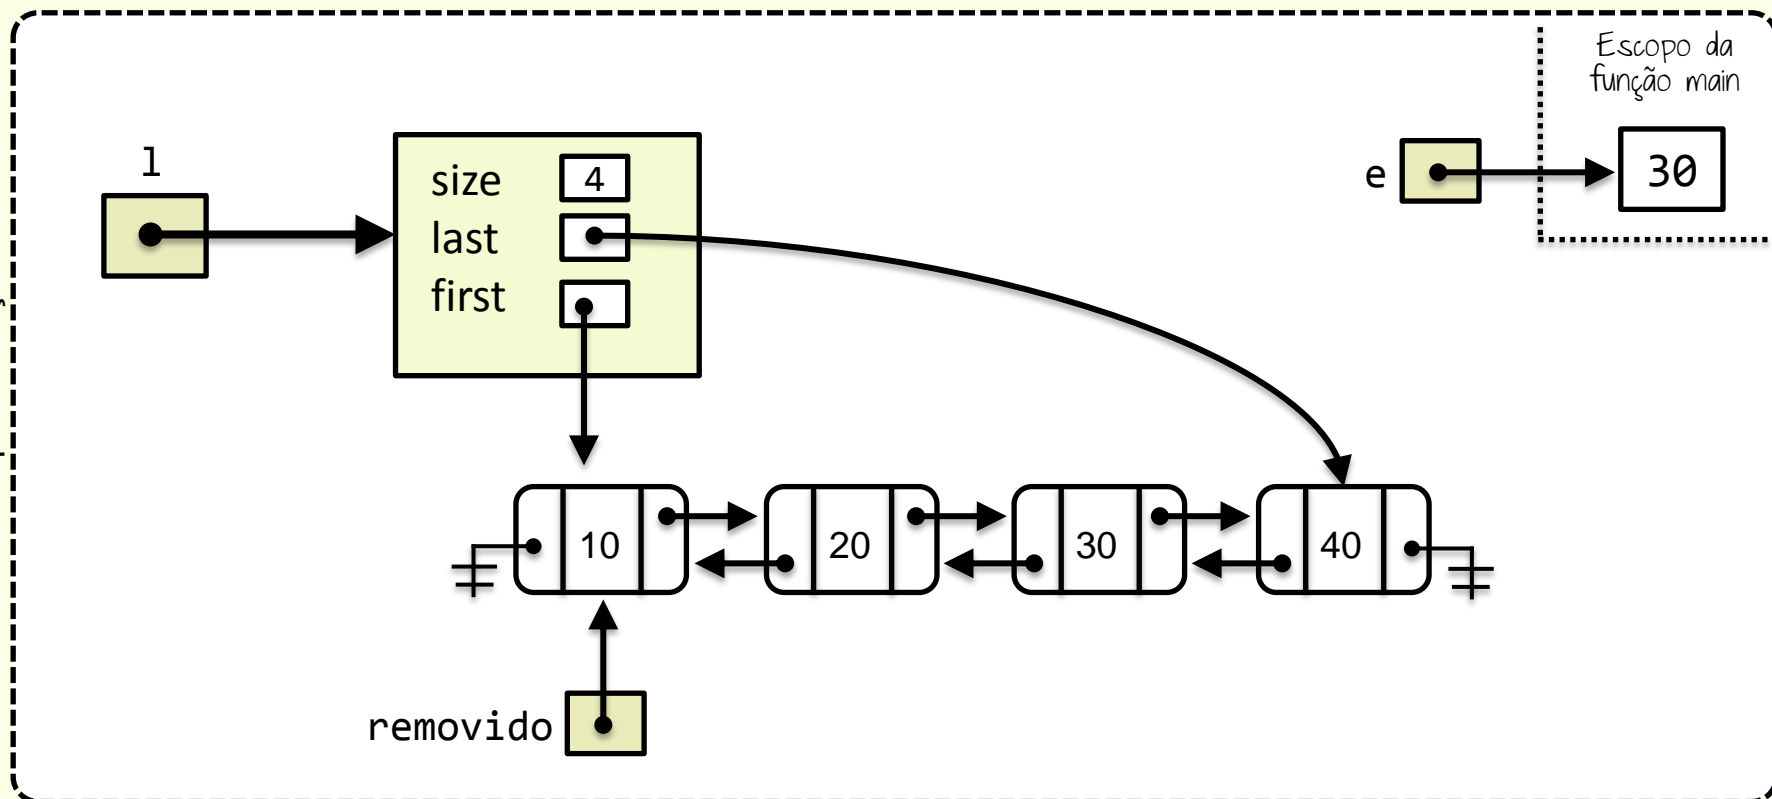 Escopo da
função main
l
size 4
last
first
e
30
10 20 30 40
removido